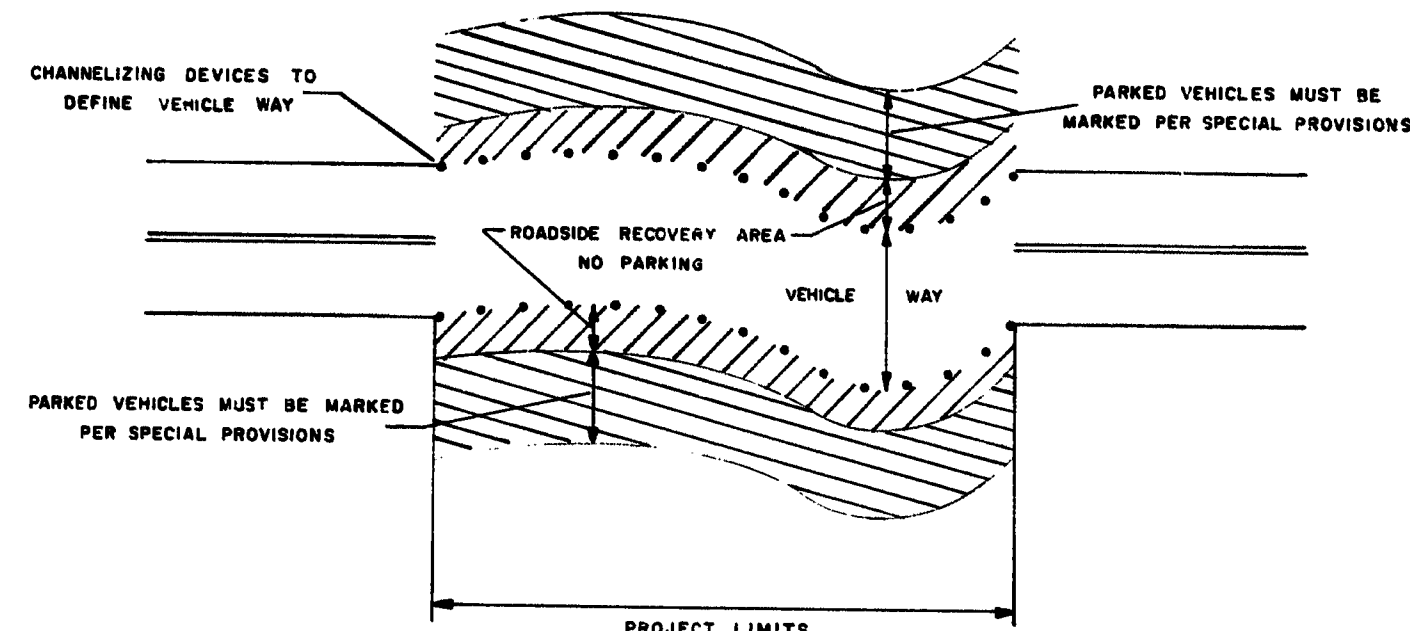 CHANNELIZING DEVICES TO
DEFINE VEHICLE WAY
PARKED VEHICLES MUST BE
MARKED PER SPECIAL PROVISIONS
ROADSIDE RECOVERY AREA
NO PARKING
VEHICLE WAY
PARKED VEHICLES MUST BE MARKED
PER SPECIAL PROVISIONS
PROJECT LIMITS